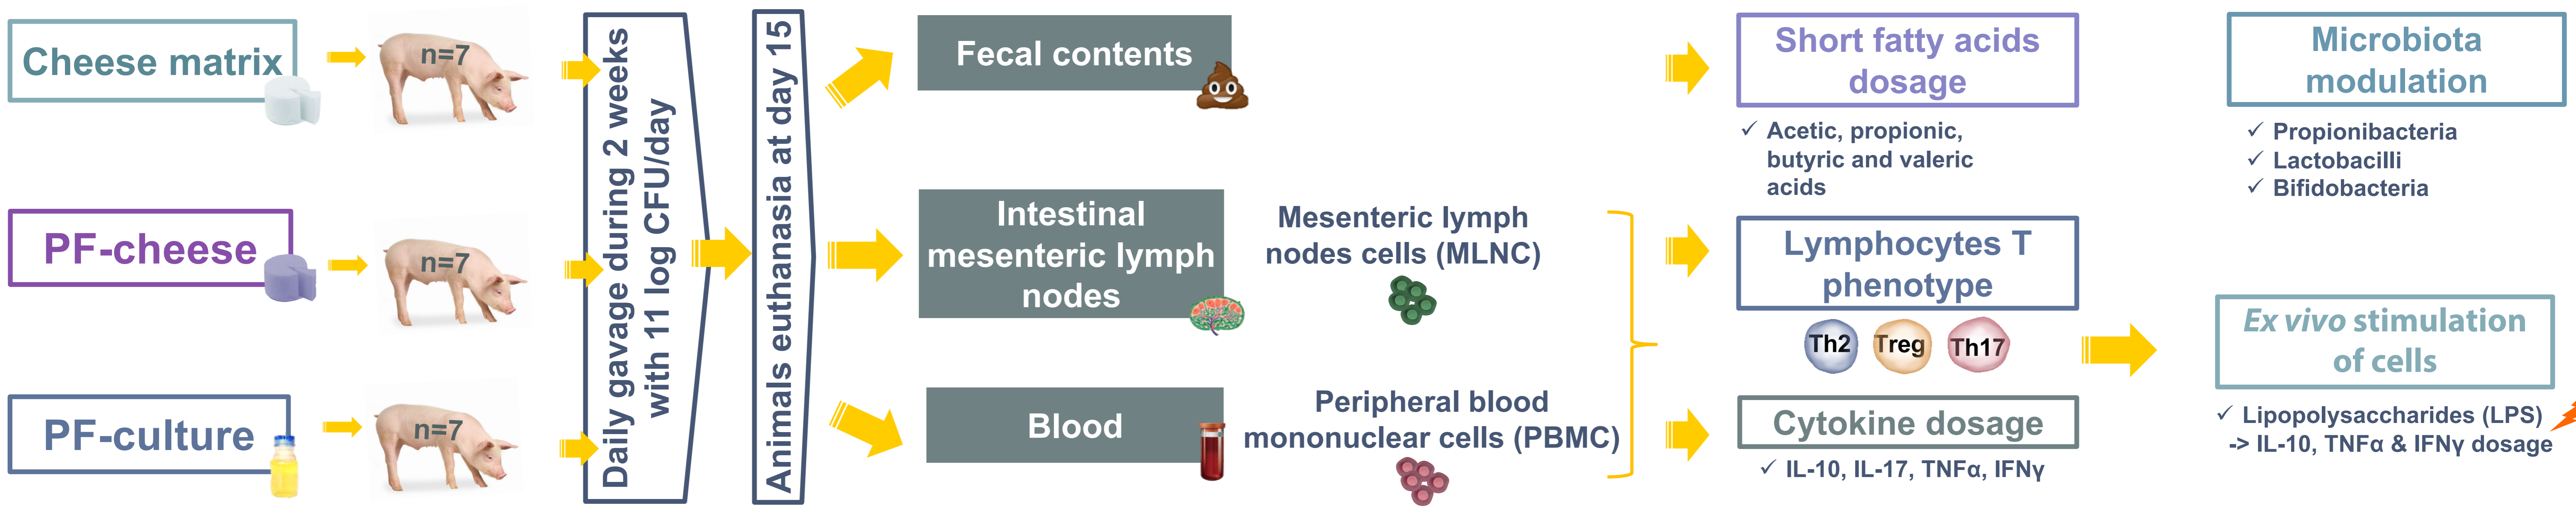 Cheese matrix
n=7
PF-cheese
n=7
PF-culture
n=7
Daily gavage during 2 weeks
with 11 log CFU/day
Animals euthanasia at day 15
Fecal contents
Intestinal
mesenteric lymph
nodes
Blood
Mesenteric lymph
nodes cells (MLNC)
Peripheral blood
mononuclear cells (PBMC)
Short fatty acids
dosage
✓ Acetic, propionic,
butyric and valeric
acids
Lymphocytes T
phenotype
Th2
Treg
Th17
Cytokine dosage
✓ IL-10, IL-17, TNFα, IFNγ
Microbiota
modulation
✓ Propionibacteria
✓ Lactobacilli
✓ Bifidobacteria
Ex vivo stimulation
of cells
✓ Lipopolysaccharides (LPS)
-> IL-10, TNFα & IFNγ dosage